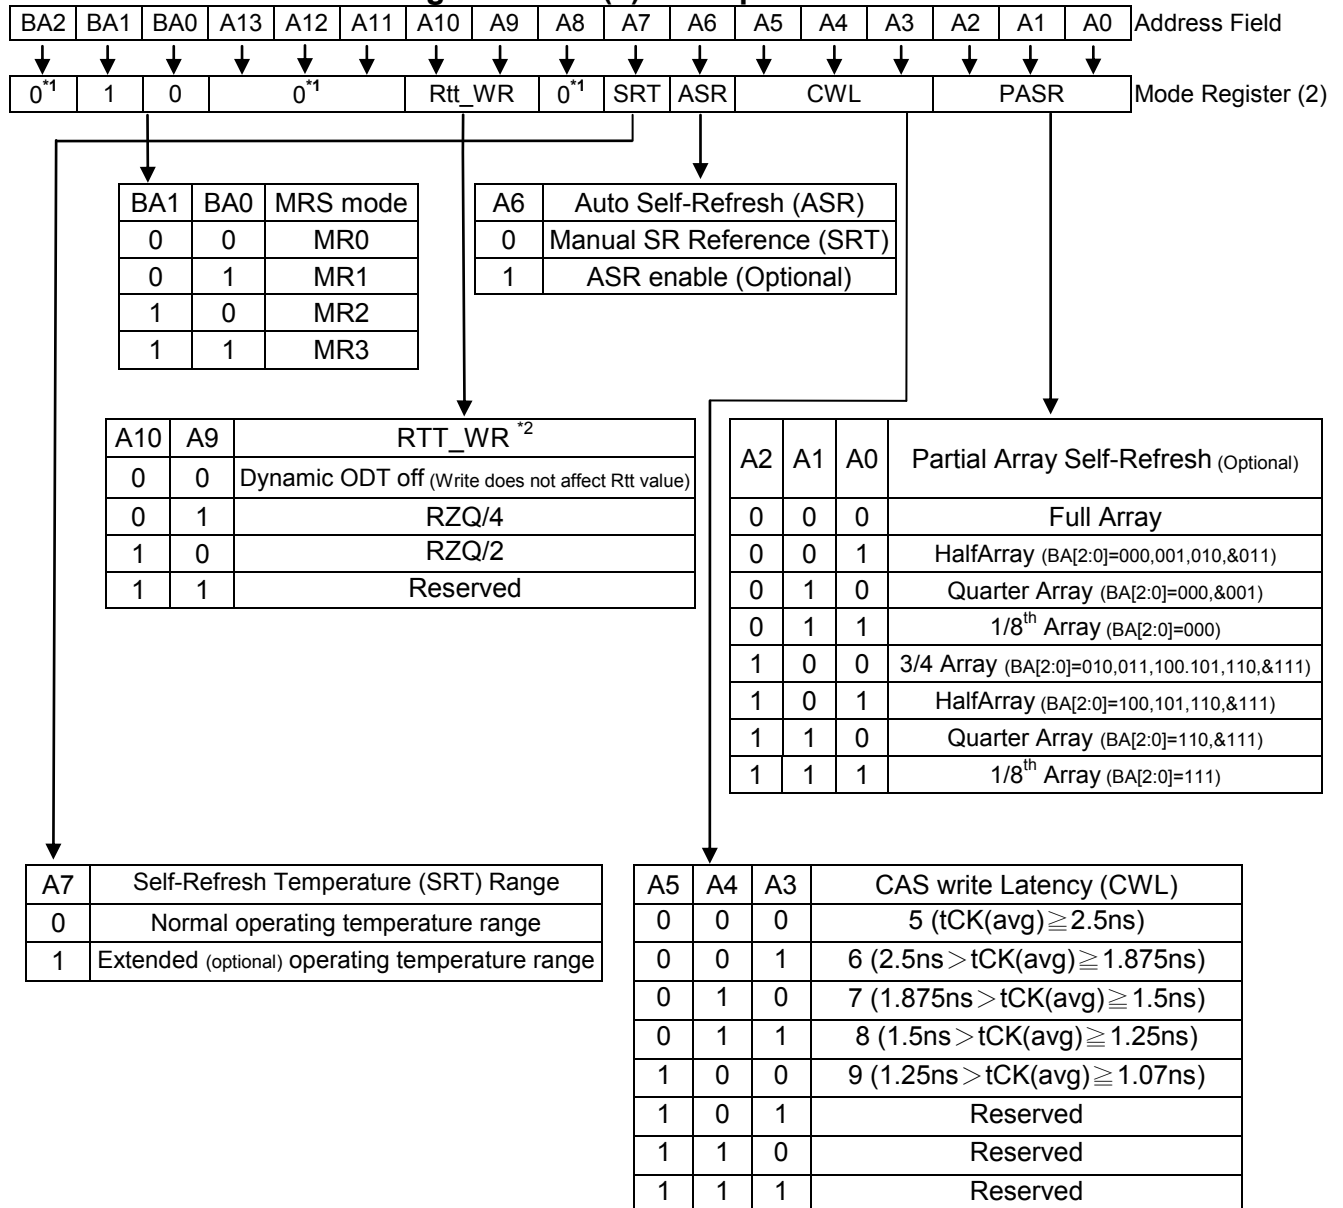 BA2 BA1 BA0 A13 A12 A11 A10 A9 A8 A7 A6 A5 A4 A3 A2 A1 A0 Address Field
0*1 1 0 0*1 Rtt_WR 0*1 SRT ASR CWL PASR Mode Register (2)
BA1 BA0 MRS mode
0 0 MR0
0 1 MR1
1 0 MR2
1 1 MR3
A6 Auto Self-Refresh (ASR)
0 Manual SR Reference (SRT)
1 ASR enable (Optional)
A10 A9 RTT_WR *2
0 0 Dynamic ODT off (Write does not affect Rtt value)
0 1 RZQ/4
1 0 RZQ/2
1 1 Reserved
A2 A1 A0 Partial Array Self-Refresh (Optional)
0 0 0 Full Array
0 0 1 HalfArray (BA[2:0]=000,001,010,&011)
0 1 0 Quarter Array (BA[2:0]=000,&001)
0 1 1 1/8th Array (BA[2:0]=000)
1 0 0 3/4 Array (BA[2:0]=010,011,100.101,110,&111)
1 0 1 HalfArray (BA[2:0]=100,101,110,&111)
1 1 0 Quarter Array (BA[2:0]=110,&111)
1 1 1 1/8th Array (BA[2:0]=111)
A7 Self-Refresh Temperature (SRT) Range
0 Normal operating temperature range
1 Extended (optional) operating temperature range
A5 A4 A3 CAS write Latency (CWL)
0 0 0 5 (tCK(avg)≧2.5ns)
0 0 1 6 (2.5ns>tCK(avg)≧1.875ns)
0 1 0 7 (1.875ns>tCK(avg)≧1.5ns)
0 1 1 8 (1.5ns>tCK(avg)≧1.25ns)
1 0 0 9 (1.25ns>tCK(avg)≧1.07ns)
1 0 1 Reserved
1 1 0 Reserved
1 1 1 Reserved